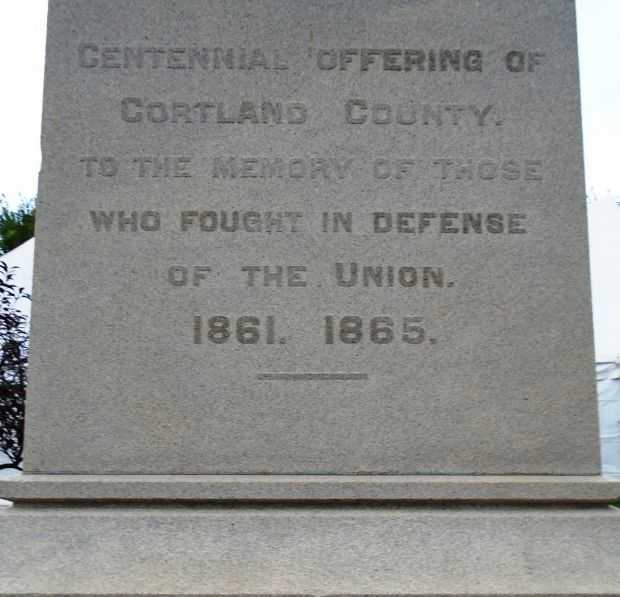 CENTENNIAL OFFERING OF
CORTLAND COUNTY.
TO THE MEMORY OF THOSE
WHO FOUGHT IN DEFENSE
OF THE UNION.
1861. 1865.